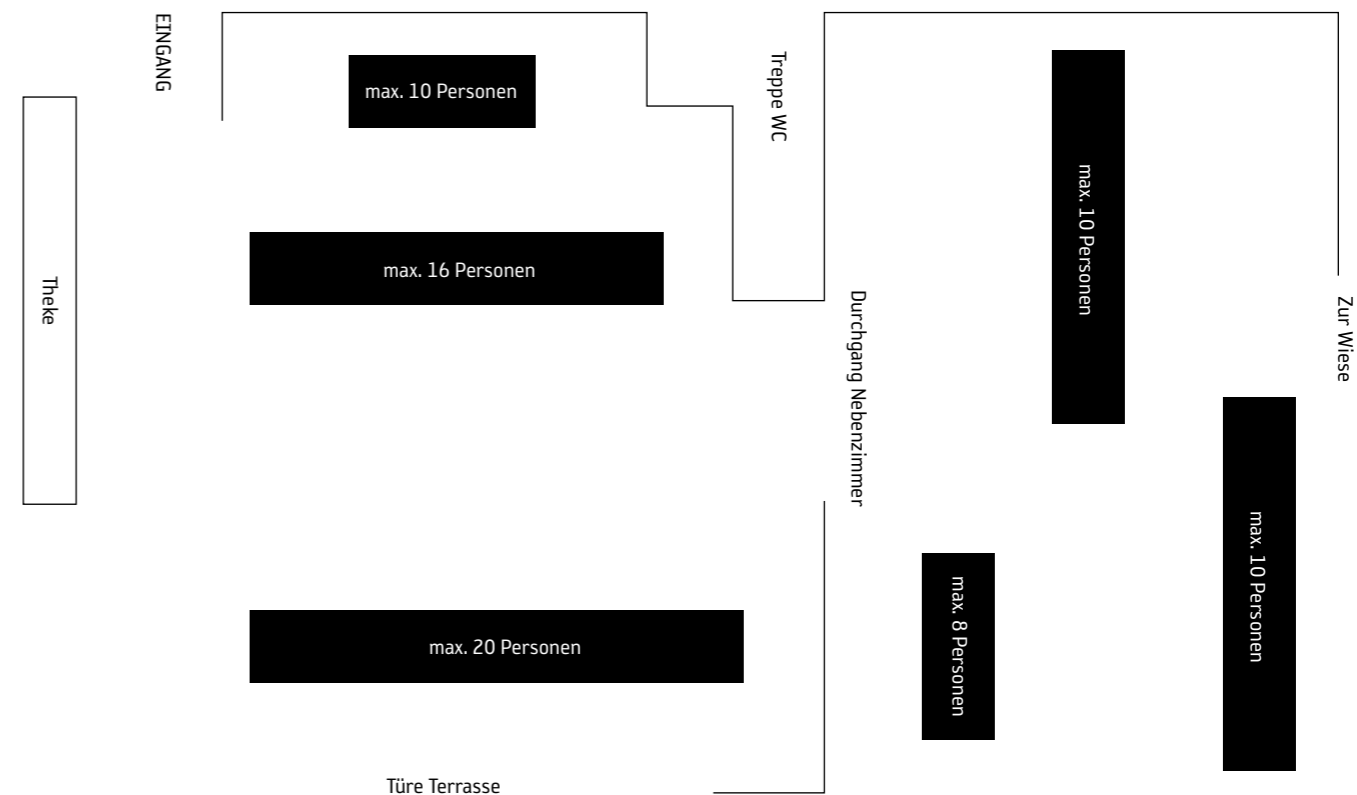 EINGANG
max. 10 Personen
Treppe WC
max. 16 Personen
Theke
max. 20 Personen
Türe Terrasse
Durchgang Nebenzimmer
max. 10 Personen
Zur Wiese
max. 8 Personen
max. 10 Personen